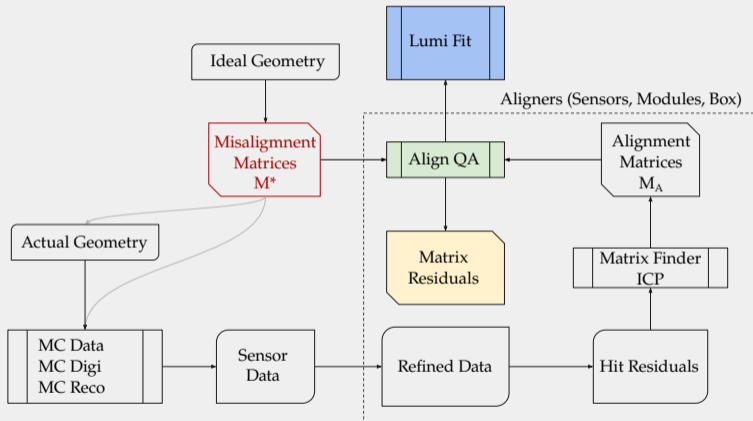 Lumi Fit
Ideal Geometry
Aligners (Sensors, Modules, Box)
Misaligmnent
Matrices
M*
Align QA
Alignment
Matrices
M_A
Actual Geometry
Matrix
Residuals
Matrix Finder
ICP
MC Data
MC Digi
MC Reco
Sensor
Data
Refined Data
Hit Residuals